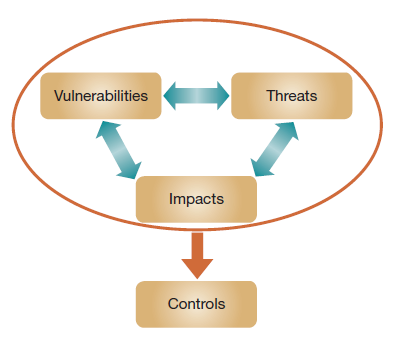 Vulnerabilities
Threats
Impacts
Controls